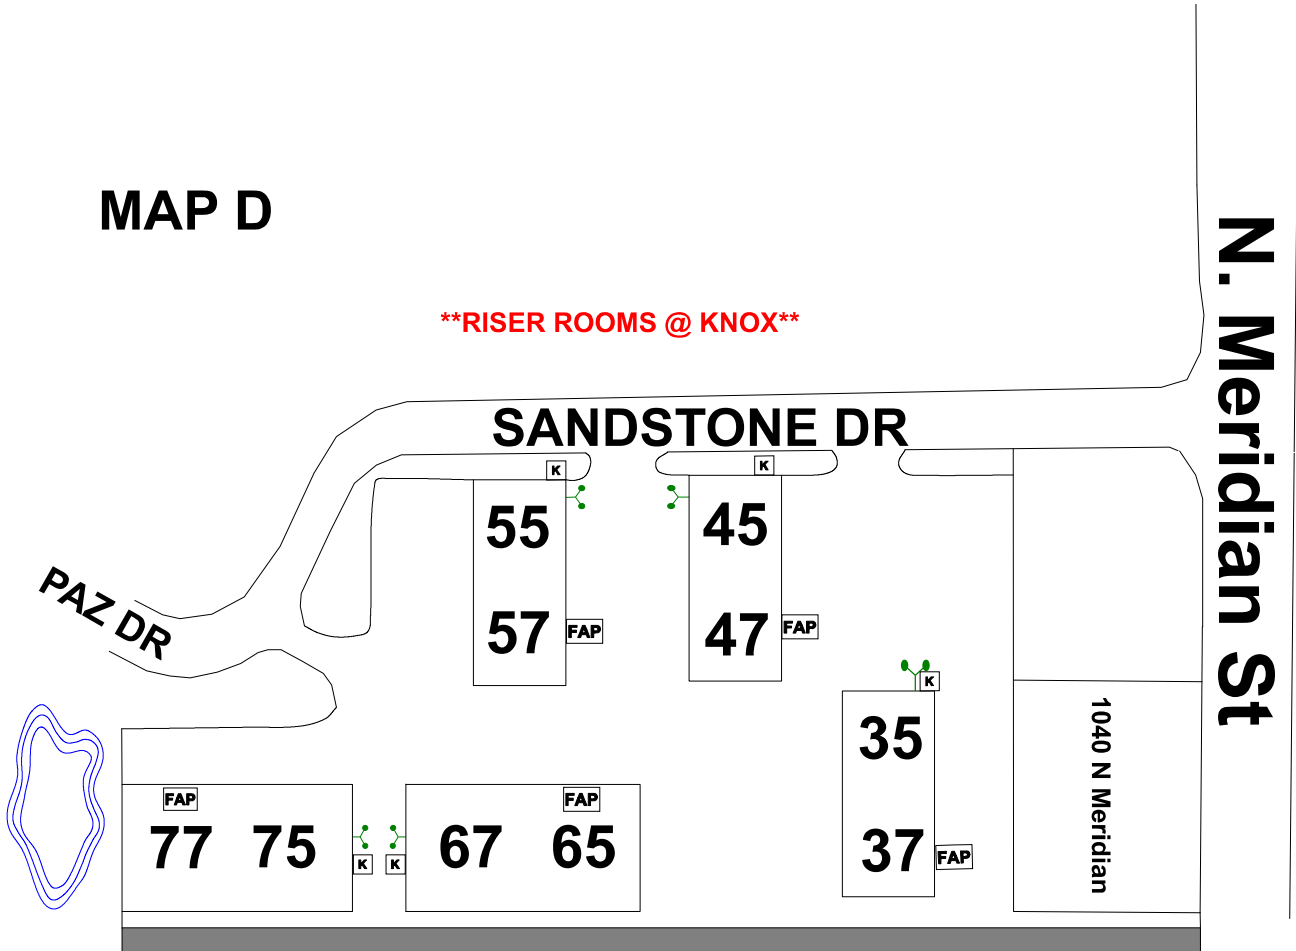 MAP D
**RISER ROOMS @ KNOX**
N. Meridian St
SANDSTONE DR
K
K
55
45
PAZ DR
57
FAP
47
FAP
K
35
1040 N Meridian
FAP
FAP
77
75
67
65
37
FAP
K
K